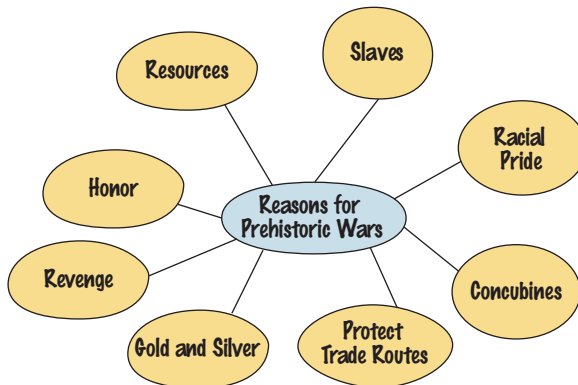 Resources
Slaves
Racial
Pride
Honor
Reasons for
Prehistoric Wars
Revenge
Concubines
Gold and Silver
Protect
Trade Routes